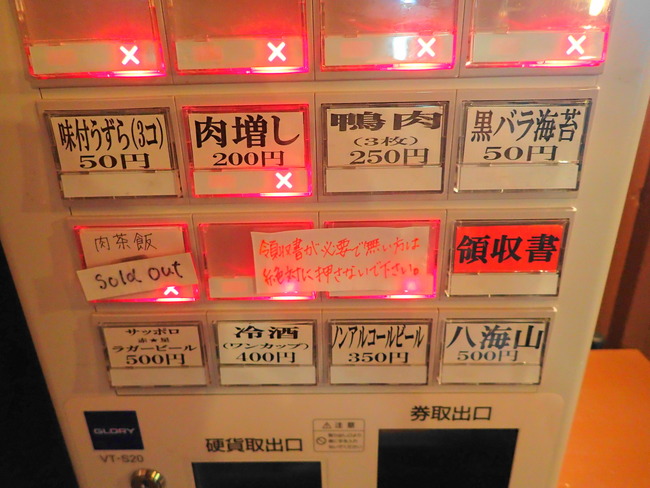 × × × ×
味付うずら(3コ)
50円
肉増し
200円
×
鴨肉
(3枚)
250円
黒バラ海苔
50円
肉茶飯
Sold out
×
領収書が必要で無い方は
絶対に押さないで下さい。
領収書
サッポロ
赤★星
ラガービール
500円
冷酒
(ワンカップ)
400円
ノンアルコールビール
350円
八海山
500円
GLORY
VT-S20
硬貨取出口
⚠注意
券取出口